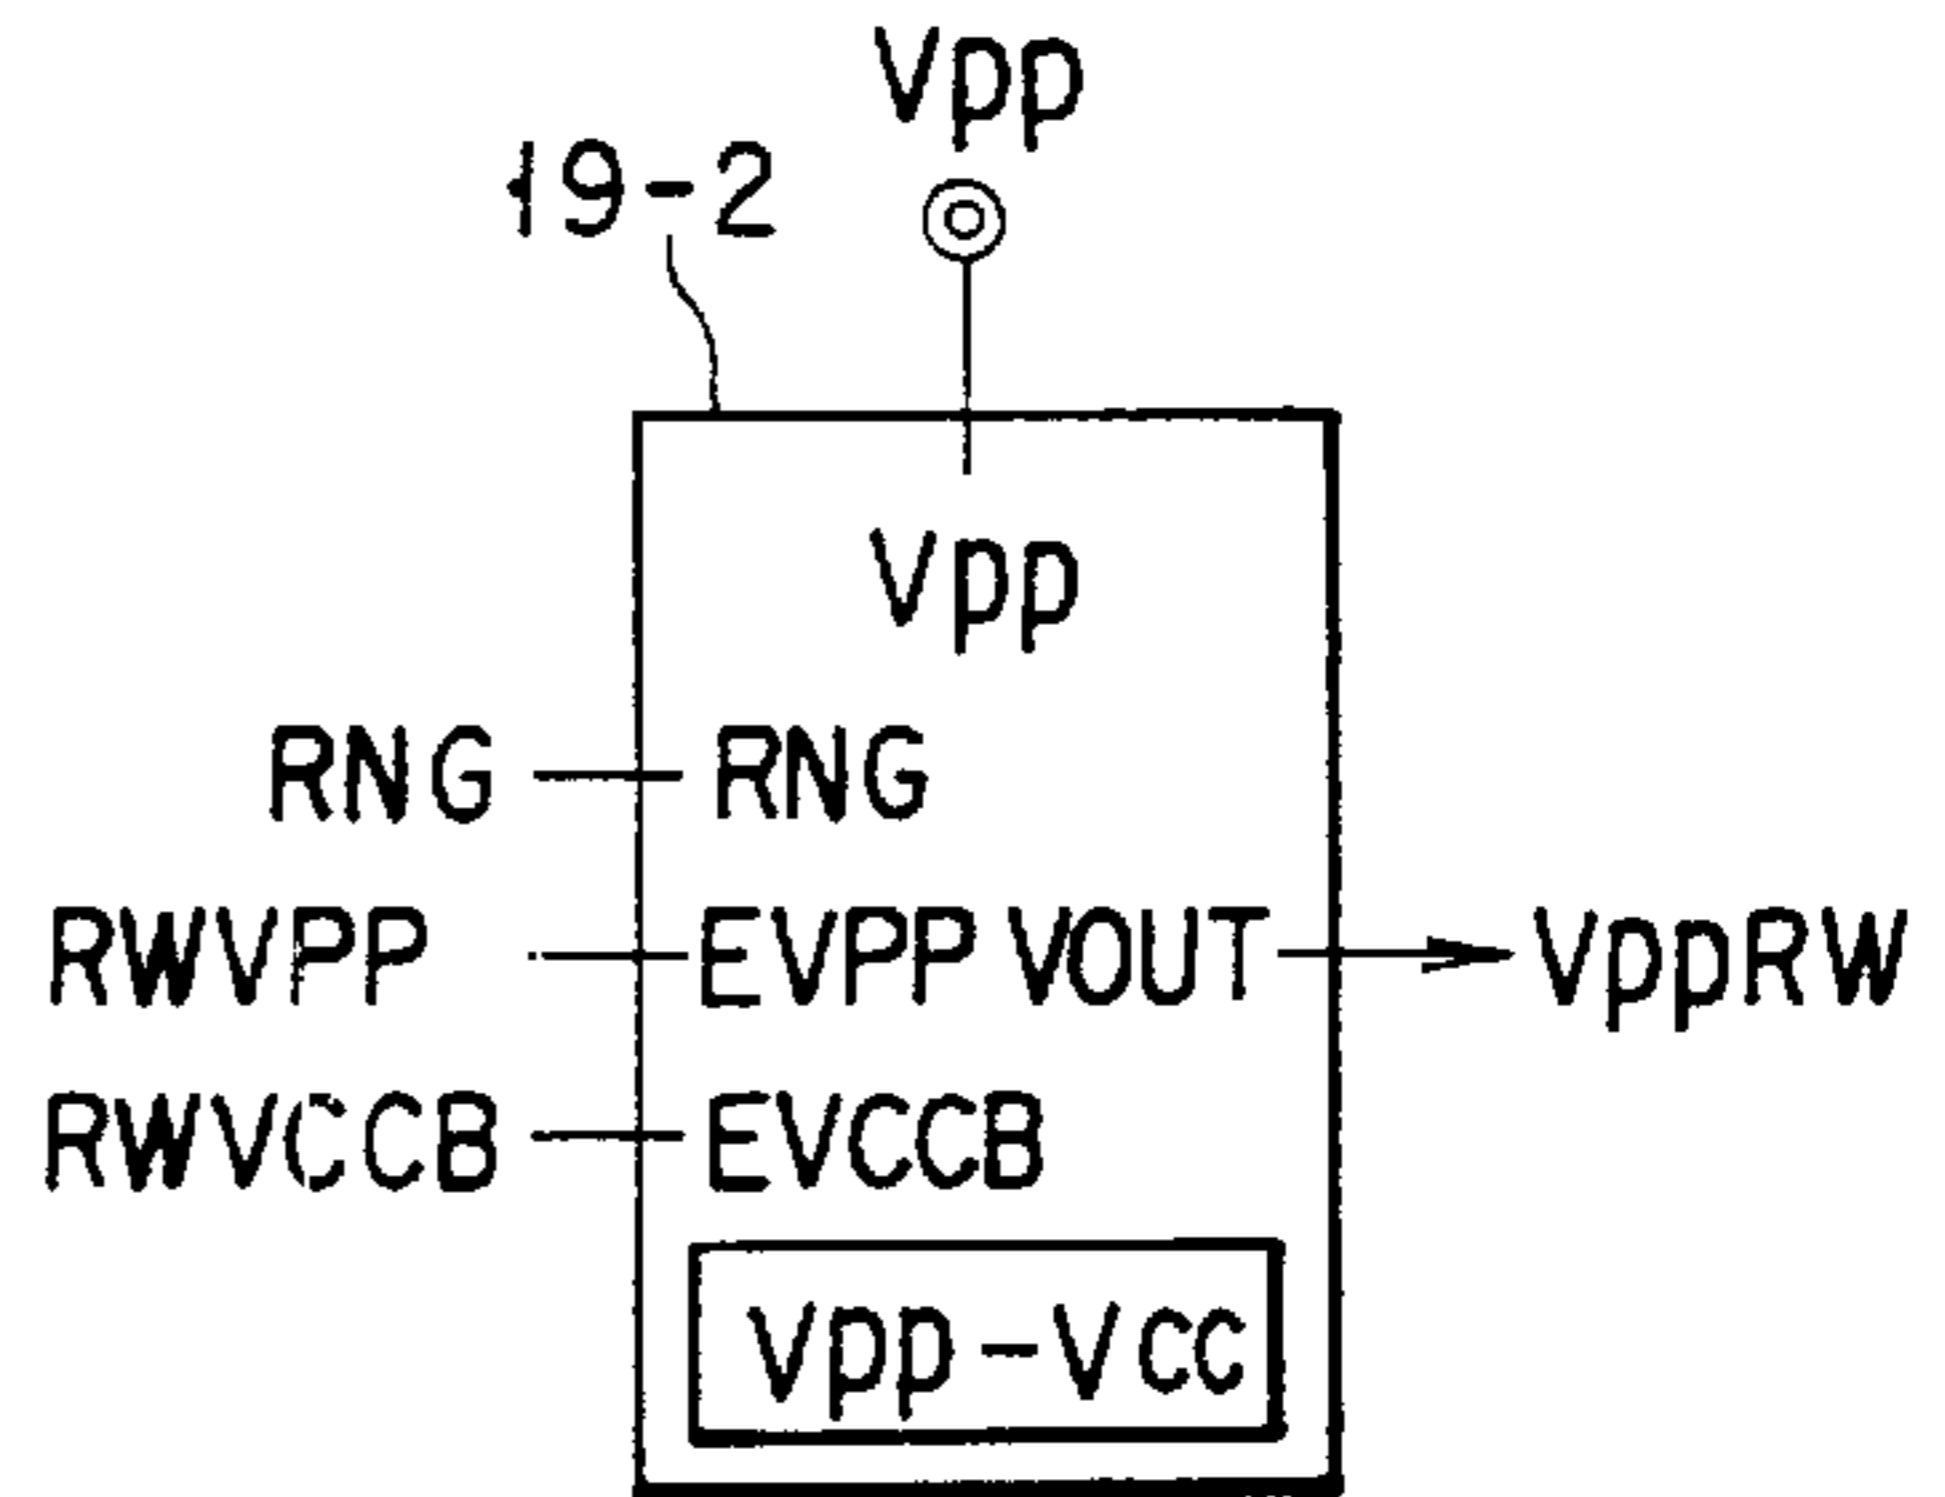 Vpp
19-2
Vpp
RNG RNG
RWVPP EVPP VOUT VppRW
RWVCCB EVCCB
Vpp-VCC